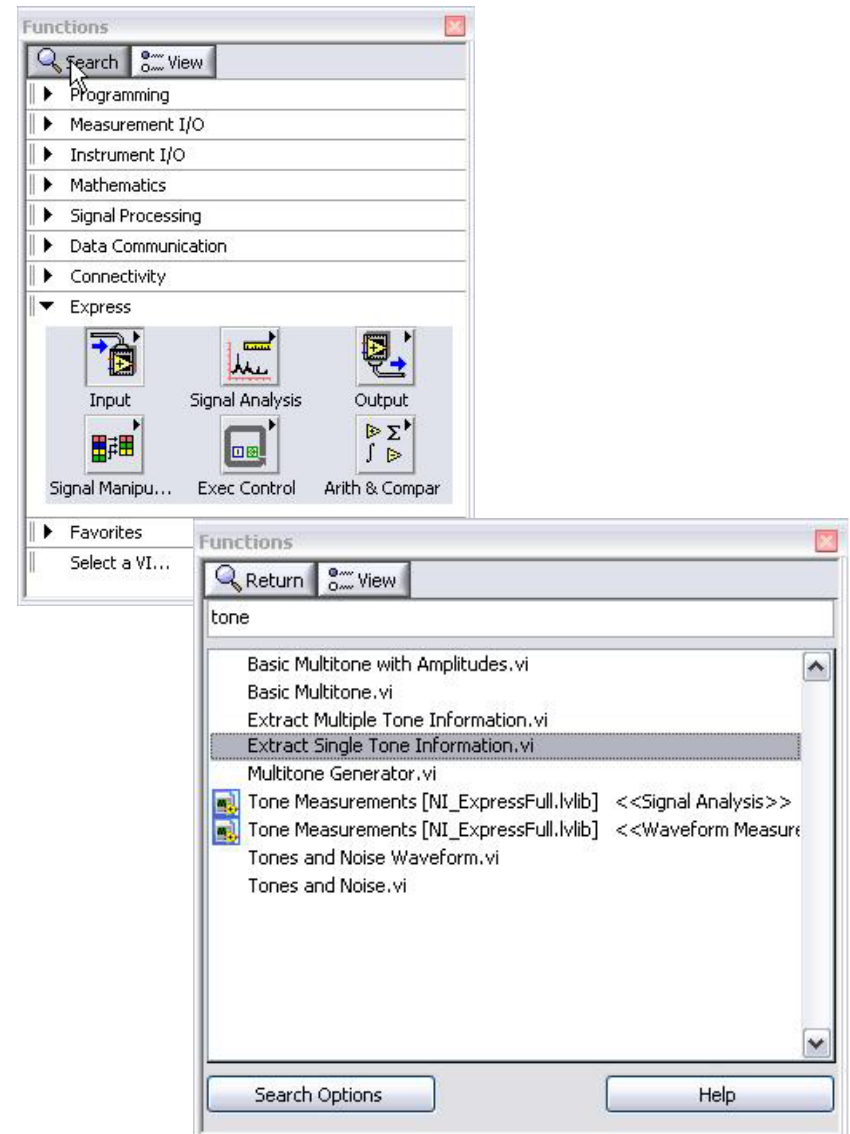 Functions
Search View
Programming
Measurement I/O
Instrument I/O
Mathematics
Signal Processing
Data Communication
Connectivity
Express
Input Signal Analysis Output
Signal Manipu... Exec Control Arith & Compar
Favorites
Select a VI...
Functions
Return View
tone
Basic Multitone with Amplitudes.vi
Basic Multitone.vi
Extract Multiple Tone Information.vi
Extract Single Tone Information.vi
Multitone Generator.vi
Tone Measurements [NI_ExpressFull.lvlib] <<Signal Analysis>>
Tone Measurements [NI_ExpressFull.lvlib] <<Waveform Measure
Tones and Noise Waveform.vi
Tones and Noise.vi
Search Options Help